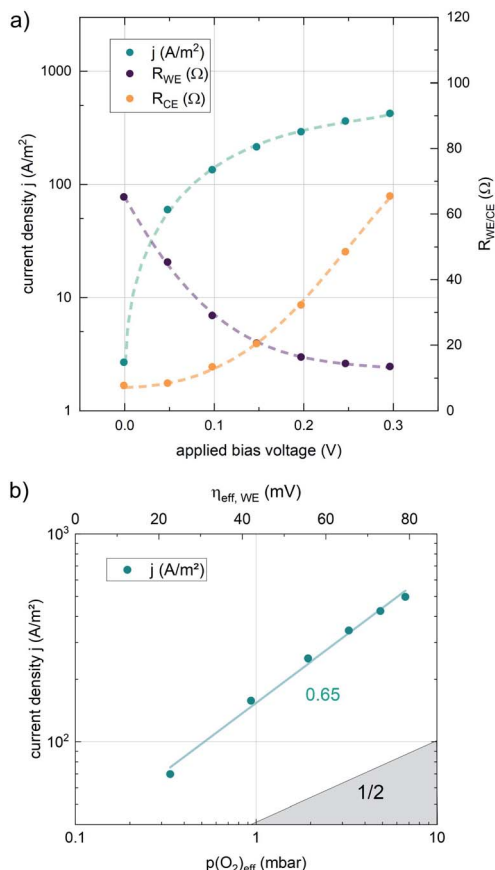 a)
j (A/m²)
R_WE (Ω)
R_CE (Ω)
1000
100
10
1
current density j (A/m²)
120
100
80
60
40
20
0
R_WE/CE (Ω)
0.0 0.1 0.2 0.3
applied bias voltage (V)
b)
η_eff, WE (mV)
0 20 40 60 80
j (A/m²)
10³
10²
current density j (A/m²)
0.65
1/2
0.1 1 10
p(O₂)_eff (mbar)